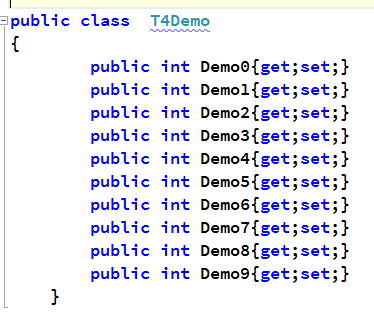 public class  T4Demo
{
        public int Demo0{get;set;}
        public int Demo1{get;set;}
        public int Demo2{get;set;}
        public int Demo3{get;set;}
        public int Demo4{get;set;}
        public int Demo5{get;set;}
        public int Demo6{get;set;}
        public int Demo7{get;set;}
        public int Demo8{get;set;}
        public int Demo9{get;set;}
    }